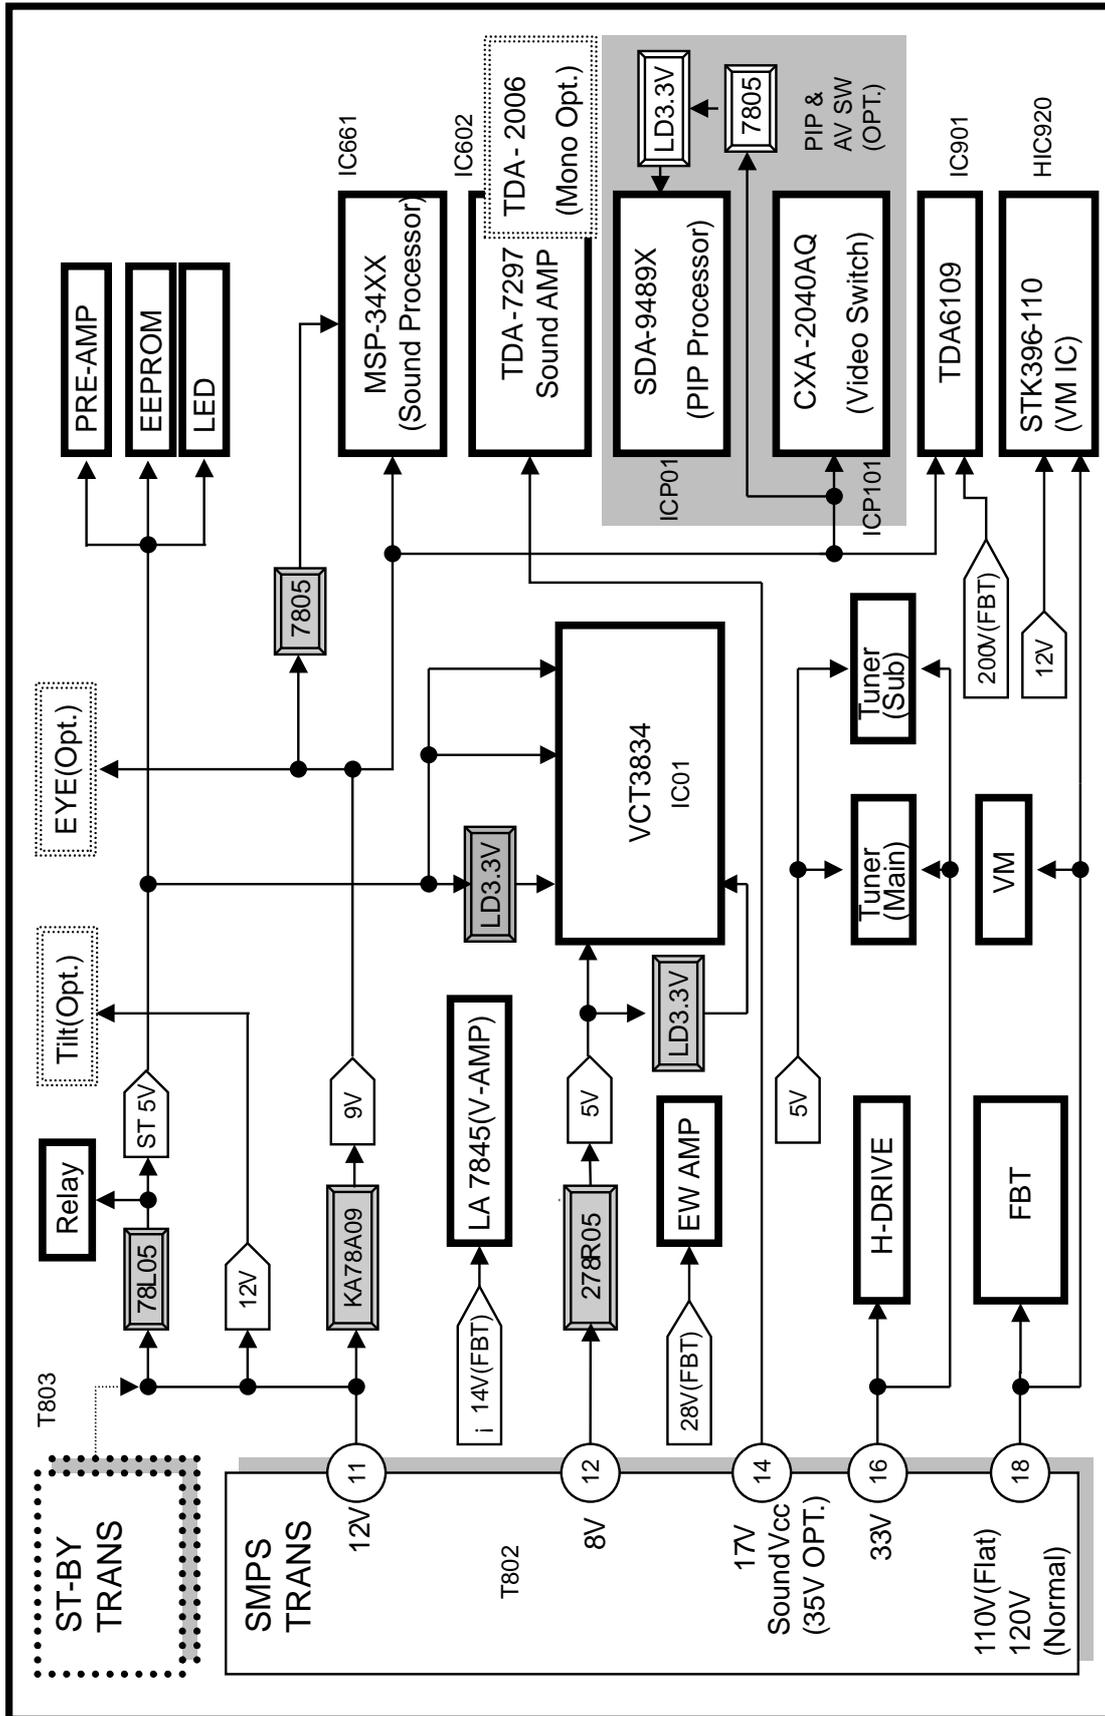 ST-BY
TRANS
T803
SMPS
TRANS
T802
12V
11
8V
12
17V
Sound Vcc
(35V OPT.)
14
33V
16
110V(Flat)
120V
(Normal)
18
Relay
78L05
ST 5V
12V
Tilt(Opt.)
KA78A09
9V
EYE(Opt.)
¡ 14V(FBT)
LA 7845(V-AMP)
278R05
5V
LD3.3V
LD3.3V
28V(FBT)
EW AMP
VCT3834
IC01
7805
PRE-AMP
EEPROM
LED
MSP-34XX
(Sound Processor)
IC661
TDA-7297
Sound AMP
IC602
TDA- 2006
(Mono Opt.)
SDA-9489X
(PIP Processor)
ICP01
LD3.3V
7805
CXA-2040AQ
(Video Switch)
ICP101
PIP &
AV SW
(OPT.)
TDA6109
IC901
200V(FBT)
STK396-110
(VM IC)
HIC920
12V
5V
Tuner
(Main)
Tuner
(Sub)
H-DRIVE
FBT
VM